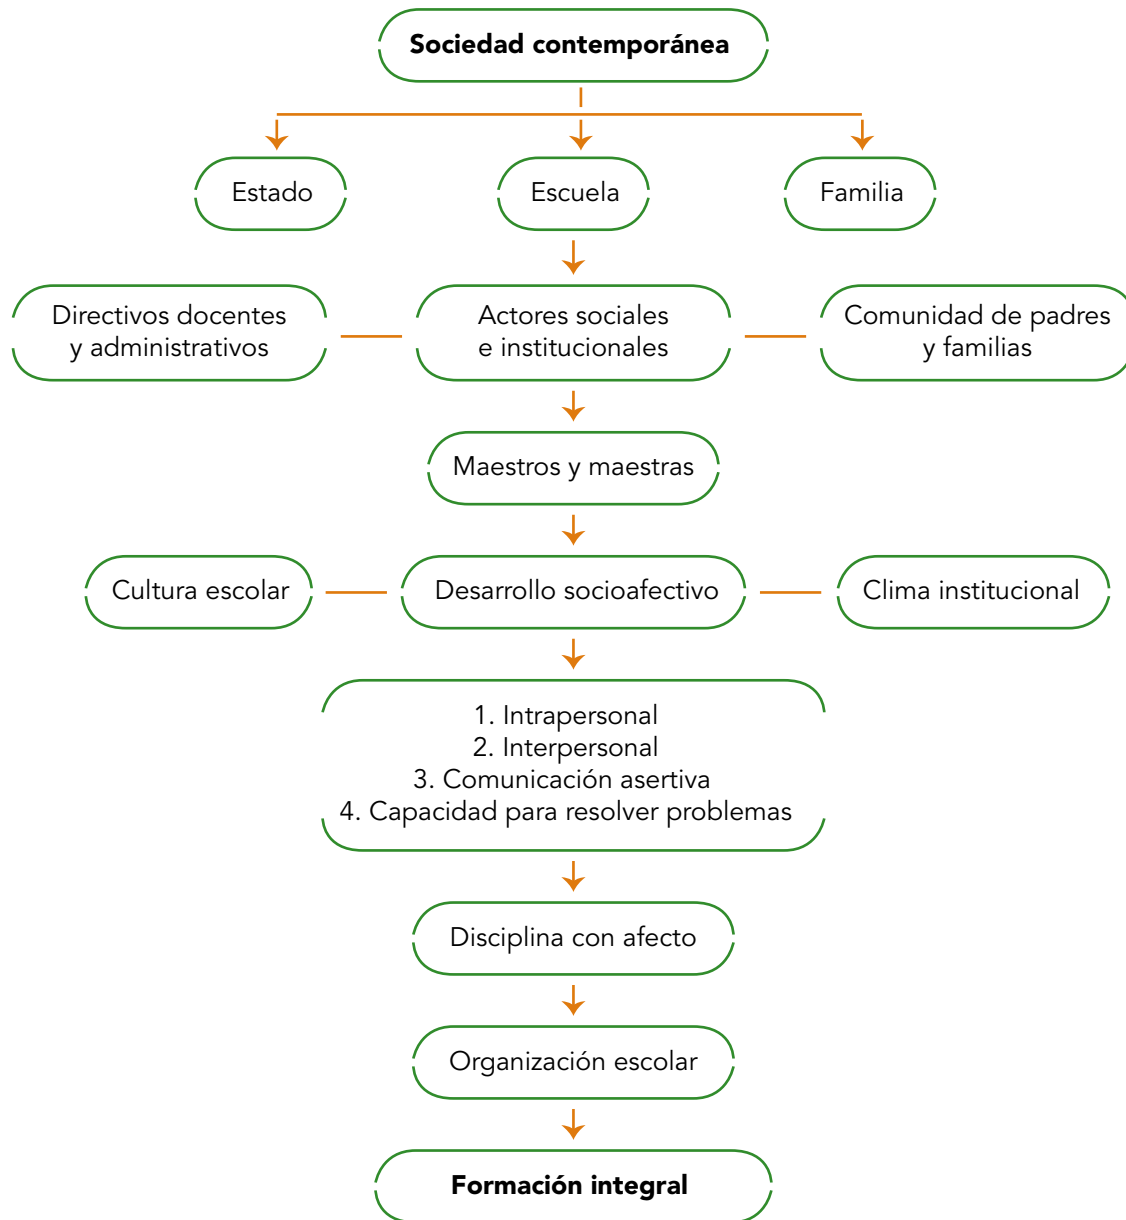 Sociedad contemporánea
Estado
Escuela
Familia
Directivos docentes
y administrativos
Actores sociales
e institucionales
Comunidad de padres
y familias
Maestros y maestras
Cultura escolar
Desarrollo socioafectivo
Clima institucional
1. Intrapersonal
2. Interpersonal
3. Comunicación asertiva
4. Capacidad para resolver problemas
Disciplina con afecto
Organización escolar
Formación integral